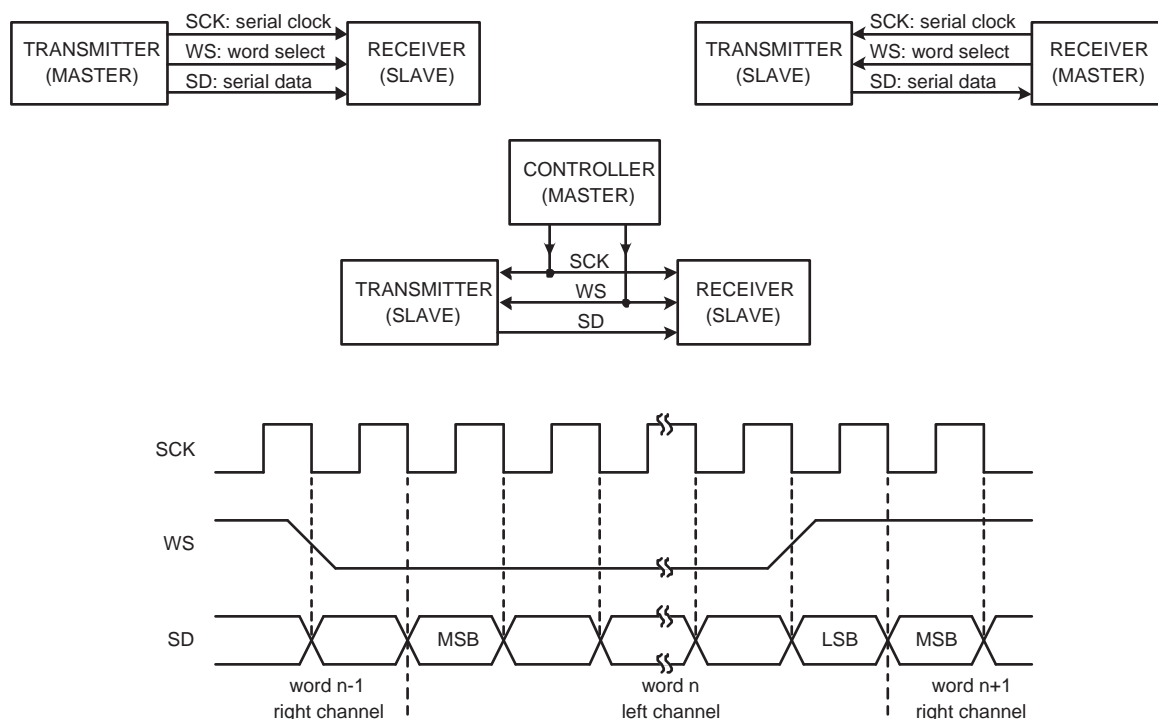 SCK: serial clock
WS: word select
SD: serial data
TRANSMITTER
(MASTER)
RECEIVER
(SLAVE)
SCK: serial clock
WS: word select
SD: serial data
TRANSMITTER
(SLAVE)
RECEIVER
(MASTER)
CONTROLLER
(MASTER)
TRANSMITTER
(SLAVE)
SCK
WS
SD
RECEIVER
(SLAVE)
SCK
WS
SD
MSB
LSB
MSB
word n-1
right channel
word n
left channel
word n+1
right channel